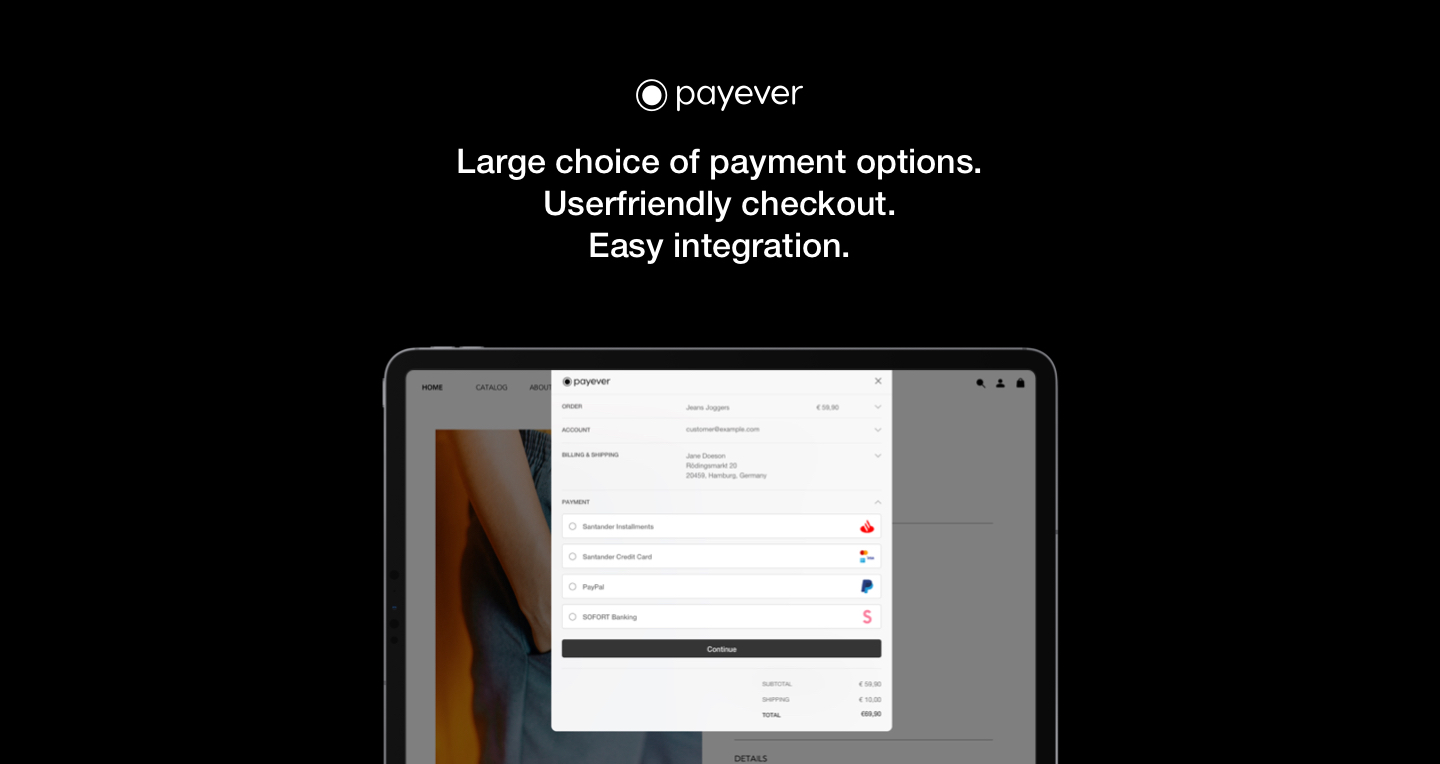 payever
Large choice of payment options.
Userfriendly checkout.
Easy integration.
HOME CATALOG ABOUT
payever
ORDER Jeans Joggers € 59,90
ACCOUNT customer@example.com
BILLING & SHIPPING Jane Doeson
Rödingsmarkt 20
20459, Hamburg, Germany
PAYMENT
Santander Installments
Santander Credit Card
PayPal
SOFORT Banking
Continue
SUBTOTAL € 59,90
SHIPPING € 10,00
TOTAL €69,90
DETAILS